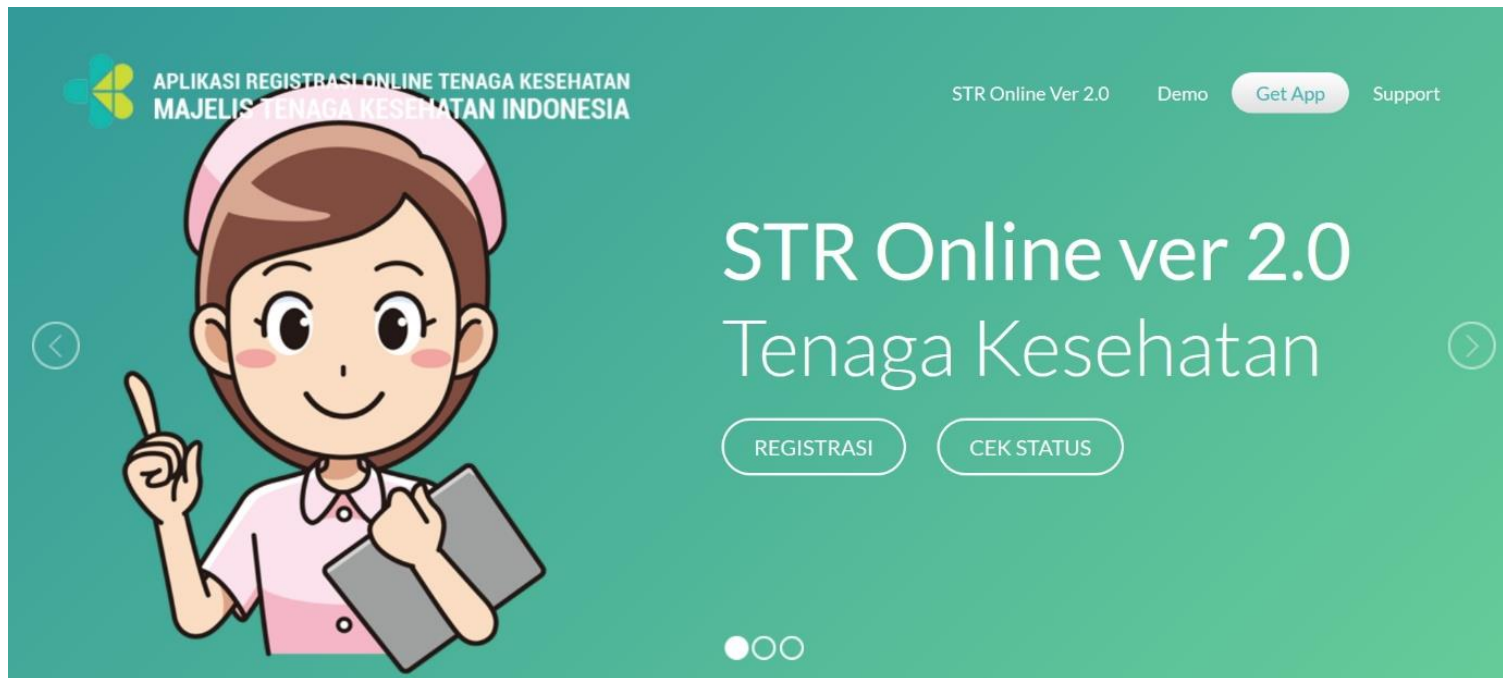 APLIKASI REGISTRASI ONLINE TENAGA KESEHATAN
MAJELIS TENAGA KESEHATAN INDONESIA
STR Online Ver 2.0 Demo Get App Support
STR Online ver 2.0
Tenaga Kesehatan
REGISTRASI CEK STATUS